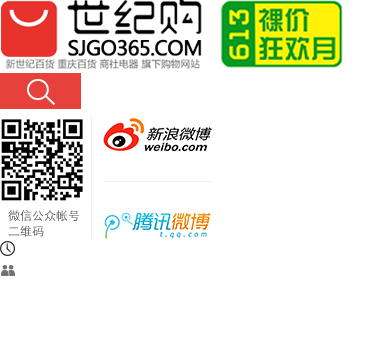 世纪购
SJGO365.COM
新世纪百货 重庆百货 商社电器 旗下购物网站
613
裸价
狂欢月
新浪微博
weibo.com
微信公众帐号
二维码
腾讯微博
t.qq.com